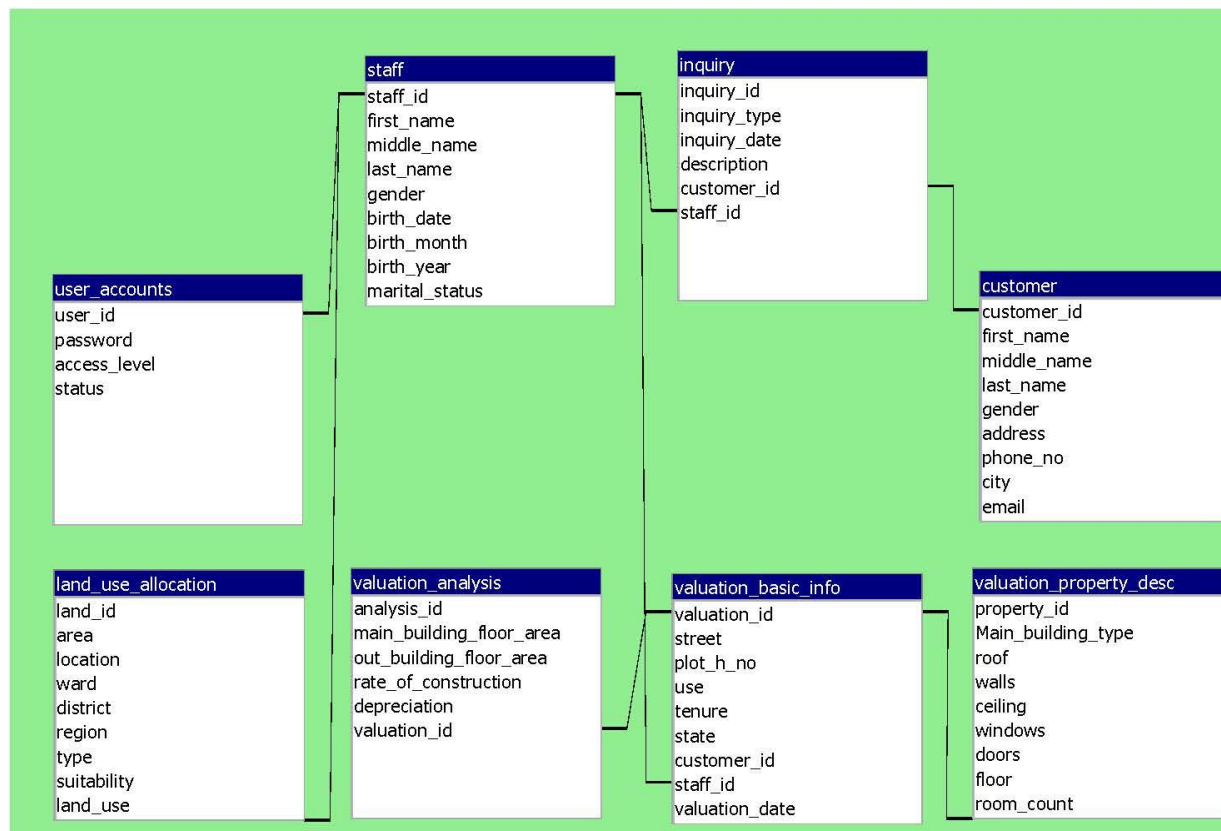 staff
staff_id
first_name
middle_name
last_name
gender
birth_date
birth_month
birth_year
marital_status
inquiry
inquiry_id
inquiry_type
inquiry_date
description
customer_id
staff_id
user_accounts
user_id
password
access_level
status
customer
customer_id
first_name
middle_name
last_name
gender
address
phone_no
city
email
land_use_allocation
land_id
area
location
ward
district
region
type
suitability
land_use
valuation_analysis
analysis_id
main_building_floor_area
out_building_floor_area
rate_of_construction
depreciation
valuation_id
valuation_basic_info
valuation_id
street
plot_h_no
use
tenure
state
customer_id
staff_id
valuation_date
valuation_property_desc
property_id
Main_building_type
roof
walls
ceiling
windows
doors
floor
room_count